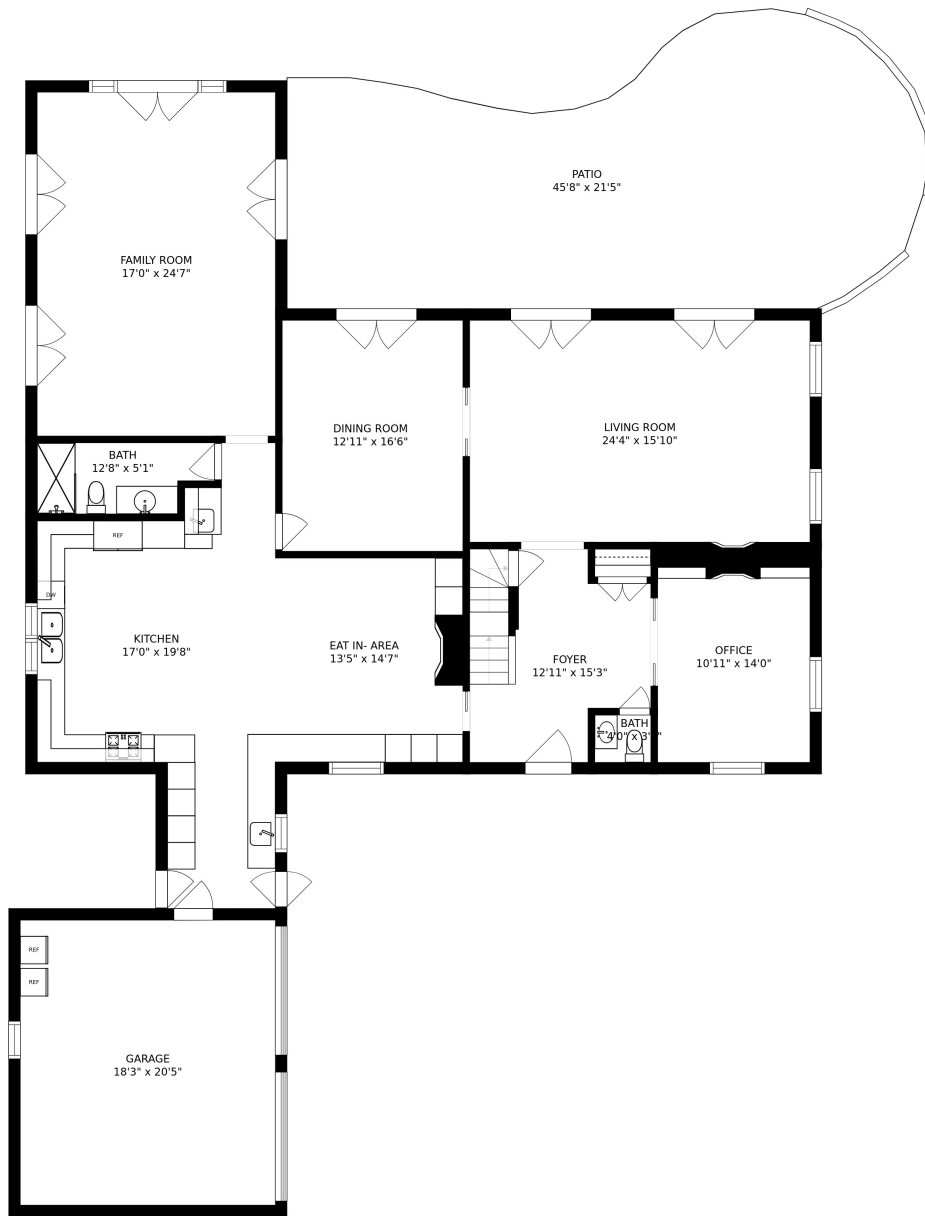 PATIO
45'8" x 21'5"
FAMILY ROOM
17'0" x 24'7"
DINING ROOM
12'11" x 16'6"
LIVING ROOM
24'4" x 15'10"
BATH
12'8" x 5'1"
REF
DW
KITCHEN
17'0" x 19'8"
EAT IN- AREA
13'5" x 14'7"
FOYER
12'11" x 15'3"
OFFICE
10'11" x 14'0"
BATH
4'0" x
REF
REF
GARAGE
18'3" x 20'5"